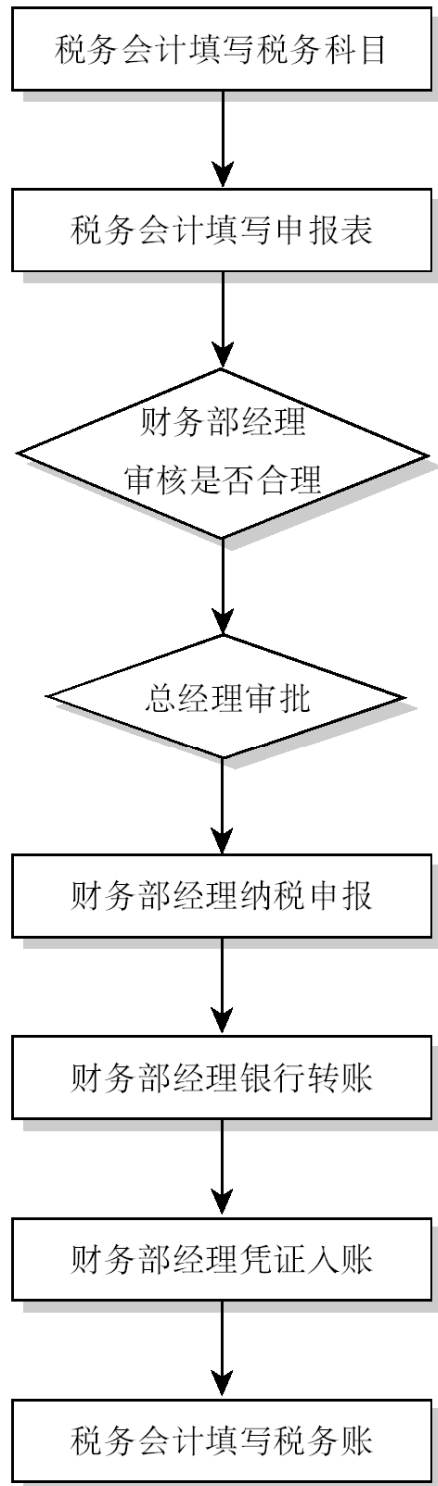 税务会计填写税务科目
税务会计填写申报表
财务部经理
审核是否合理
总经理审批
财务部经理纳税申报
财务部经理银行转账
财务部经理凭证入账
税务会计填写税务账